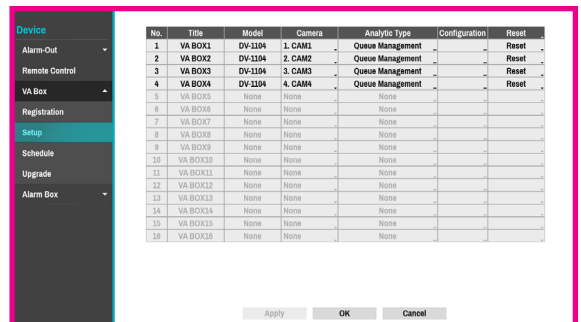 Device
Alarm-Out
Remote Control
VA Box
Registration
Setup
Schedule
Upgrade
Alarm Box
No. Title Model Camera Analytic Type Configuration Reset
1 VA BOX1 DV-1104 1. CAM1 Queue Management ... Reset
2 VA BOX2 DV-1104 2. CAM2 Queue Management ... Reset
3 VA BOX3 DV-1104 3. CAM3 Queue Management ... Reset
4 VA BOX4 DV-1104 4. CAM4 Queue Management ... Reset
5 VA BOX5 None None None
6 VA BOX6 None None None
7 VA BOX7 None None None
8 VA BOX8 None None None
9 VA BOX9 None None None
10 VA BOX10 None None None
11 VA BOX11 None None None
12 VA BOX12 None None None
13 VA BOX13 None None None
14 VA BOX14 None None None
15 VA BOX15 None None None
16 VA BOX16 None None None
Apply OK Cancel